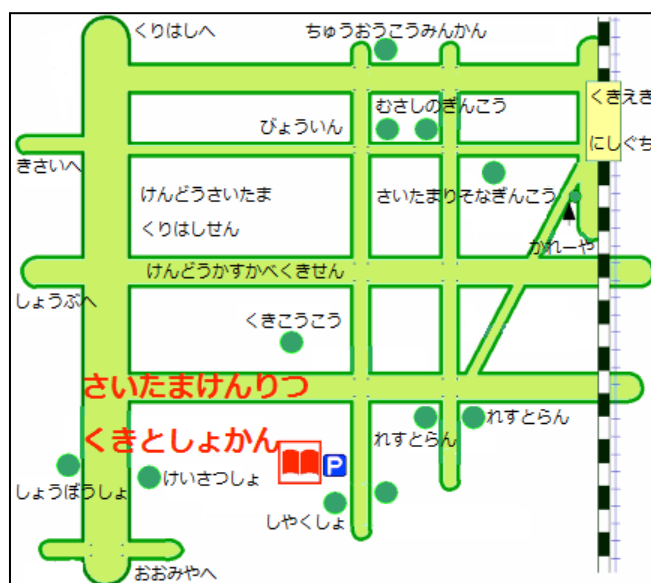 くりはしへ
ちゅうおうこうみんかん
くきえき
むさしのぎんこう
びょういん
にしぐち
きさいへ
けんどうさいたま
さいたまりそなぎんこう
くりはしせん
かれーや
けんどうかすかべくきせん
しょうぶへ
くきこうこう
さいたまけんりつ
れすとらん
くきとしょかん
れすとらん
P
けいさつしょ
しょうぼうしょ
しやくしょ
おおみやへ